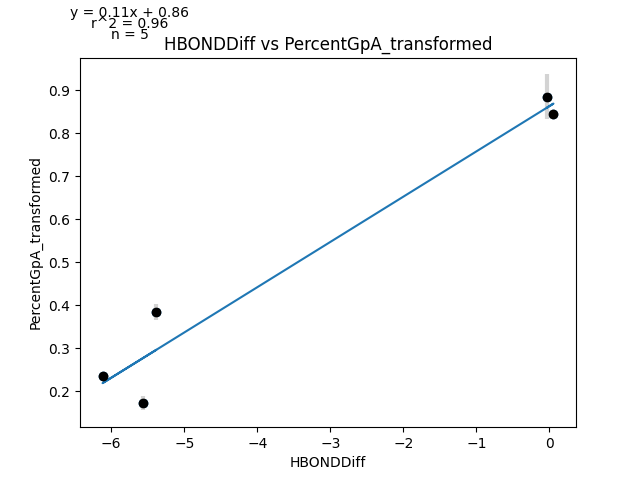 y = 0.11x + 0.86
r^2 = 0.96
n = 5
HBONDDiff vs PercentGpA_transformed
PercentGpA_transformed
0.9
0.8
0.7
0.6
0.5
0.4
0.3
0.2
−6 −5 −4 −3 −2 −1 0
HBONDDiff